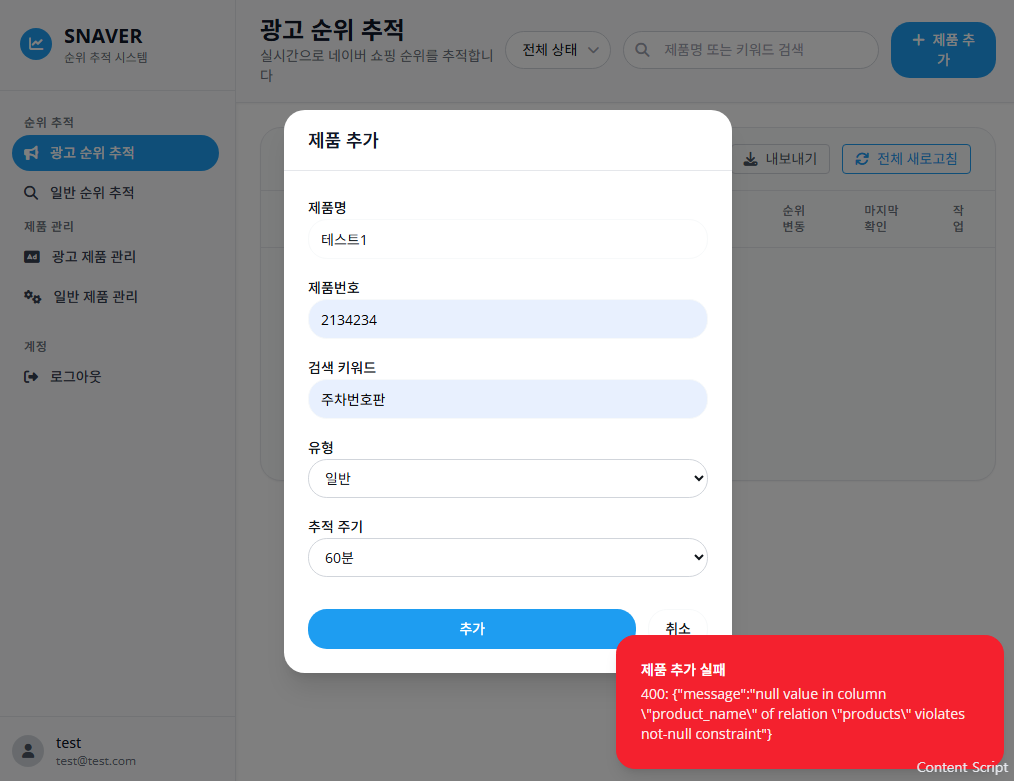 SNAVER
순위 추적 시스템
순위 추적
광고 순위 추적
일반 순위 추적
제품 관리
Ad
광고 제품 관리
일반 제품 관리
계정
로그아웃
test
test@test.com
광고 순위 추적
실시간으로 네이버 쇼핑 순위를 추적합니
다
전체 상태
제품명 또는 키워드 검색
+ 제품 추
가
내보내기
전체 새로고침
순위
변동
마지막
확인
작
업
제품 추가
제품명
테스트1
제품번호
2134234
검색 키워드
주차번호판
유형
일반
추적 주기
60분
추가
취소
제품 추가 실패
400: {"message":"null value in column
\"product_name\" of relation \"products\" violates
not-null constraint"}
Content Script